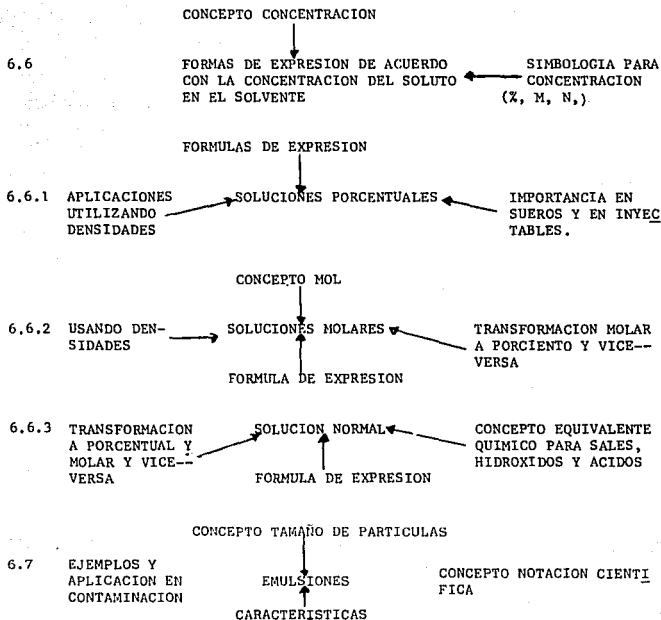 CONCEPTO CONCENTRACION
6.6 FORMAS DE EXPRESION DE ACUERDO SIMBOLOGIA PARA
CON LA CONCENTRACION DEL SOLUTO CONCENTRACION
EN EL SOLVENTE (%, M, N,)
FORMULAS DE EXPRESION
6.6.1 APLICACIONES SOLUCIONES PORCENTUALES IMPORTANCIA EN
UTILIZANDO SUEROS Y EN INYEC
DENSIDADES TABLES.
CONCEPTO MOL
6.6.2 USANDO DEN- SOLUCIONES MOLARES TRANSFORMACION MOLAR
SIDADES A PORCIENTO Y VICE--
VERSA
FORMULA DE EXPRESION
6.6.3 TRANSFORMACION SOLUCION NORMAL CONCEPTO EQUIVALENTE
A PORCENTUAL Y QUIMICO PARA SALES,
MOLAR Y VICE-- HIDROXIDOS Y ACIDOS
VERSA FORMULA DE EXPRESION
CONCEPTO TAMAÑO DE PARTICULAS
6.7 EJEMPLOS Y
APLICACION EN EMULSIONES CONCEPTO NOTACION CIENTI
CONTAMINACION FICA
CARACTERISTICAS